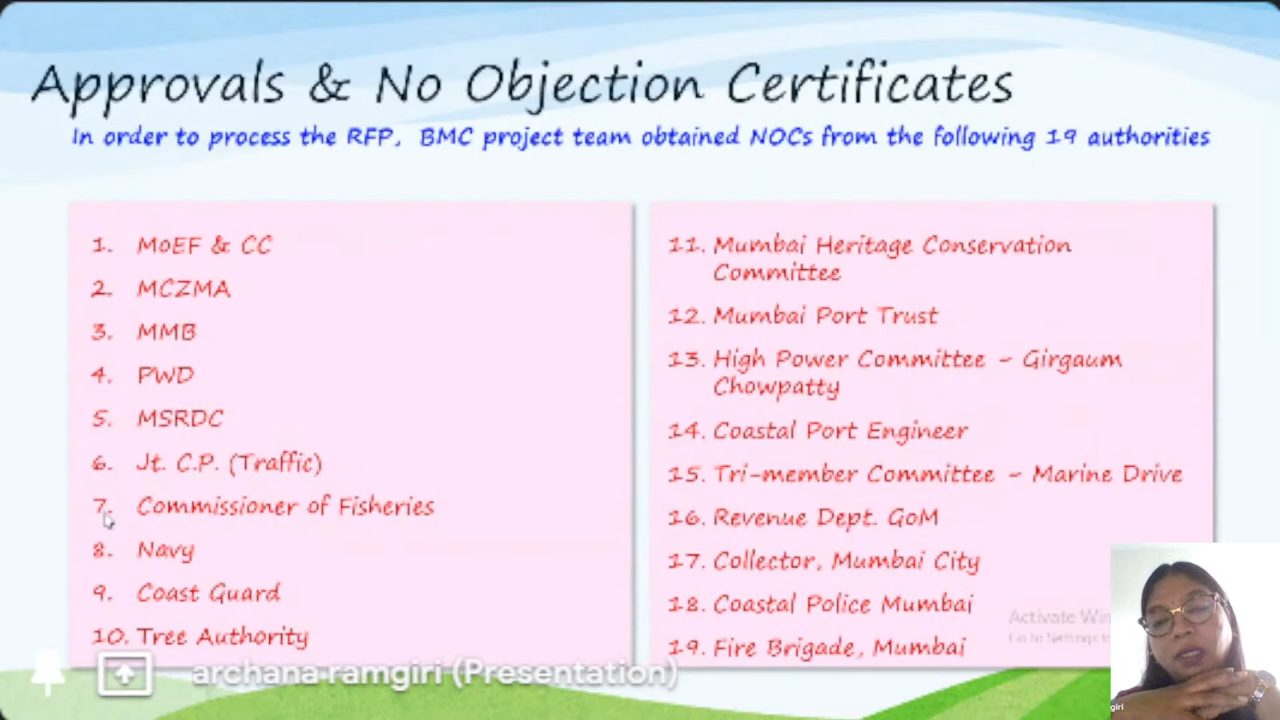 Approvals & No Objection Certificates
In order to process the RFP, BMC project team obtained NOCs from the following 19 authorities
1. MoEF & CC
2. MCZMA
3. MMB
4. PWD
5. MSRDC
6. Jt. C.P. (Traffic)
7. Commissioner of Fisheries
8. Navy
9. Coast Guard
10. Tree Authority
11. Mumbai Heritage Conservation
Committee
12. Mumbai Port Trust
13. High Power Committee - Girgaum
Chowpatty
14. Coastal Port Engineer
15. Tri-member Committee - Marine Drive
16. Revenue Dept. GoM
17. Collector, Mumbai City
18. Coastal Police Mumbai
19. Fire Brigade, Mumbai
Activate
archana ramgiri (Presentation)